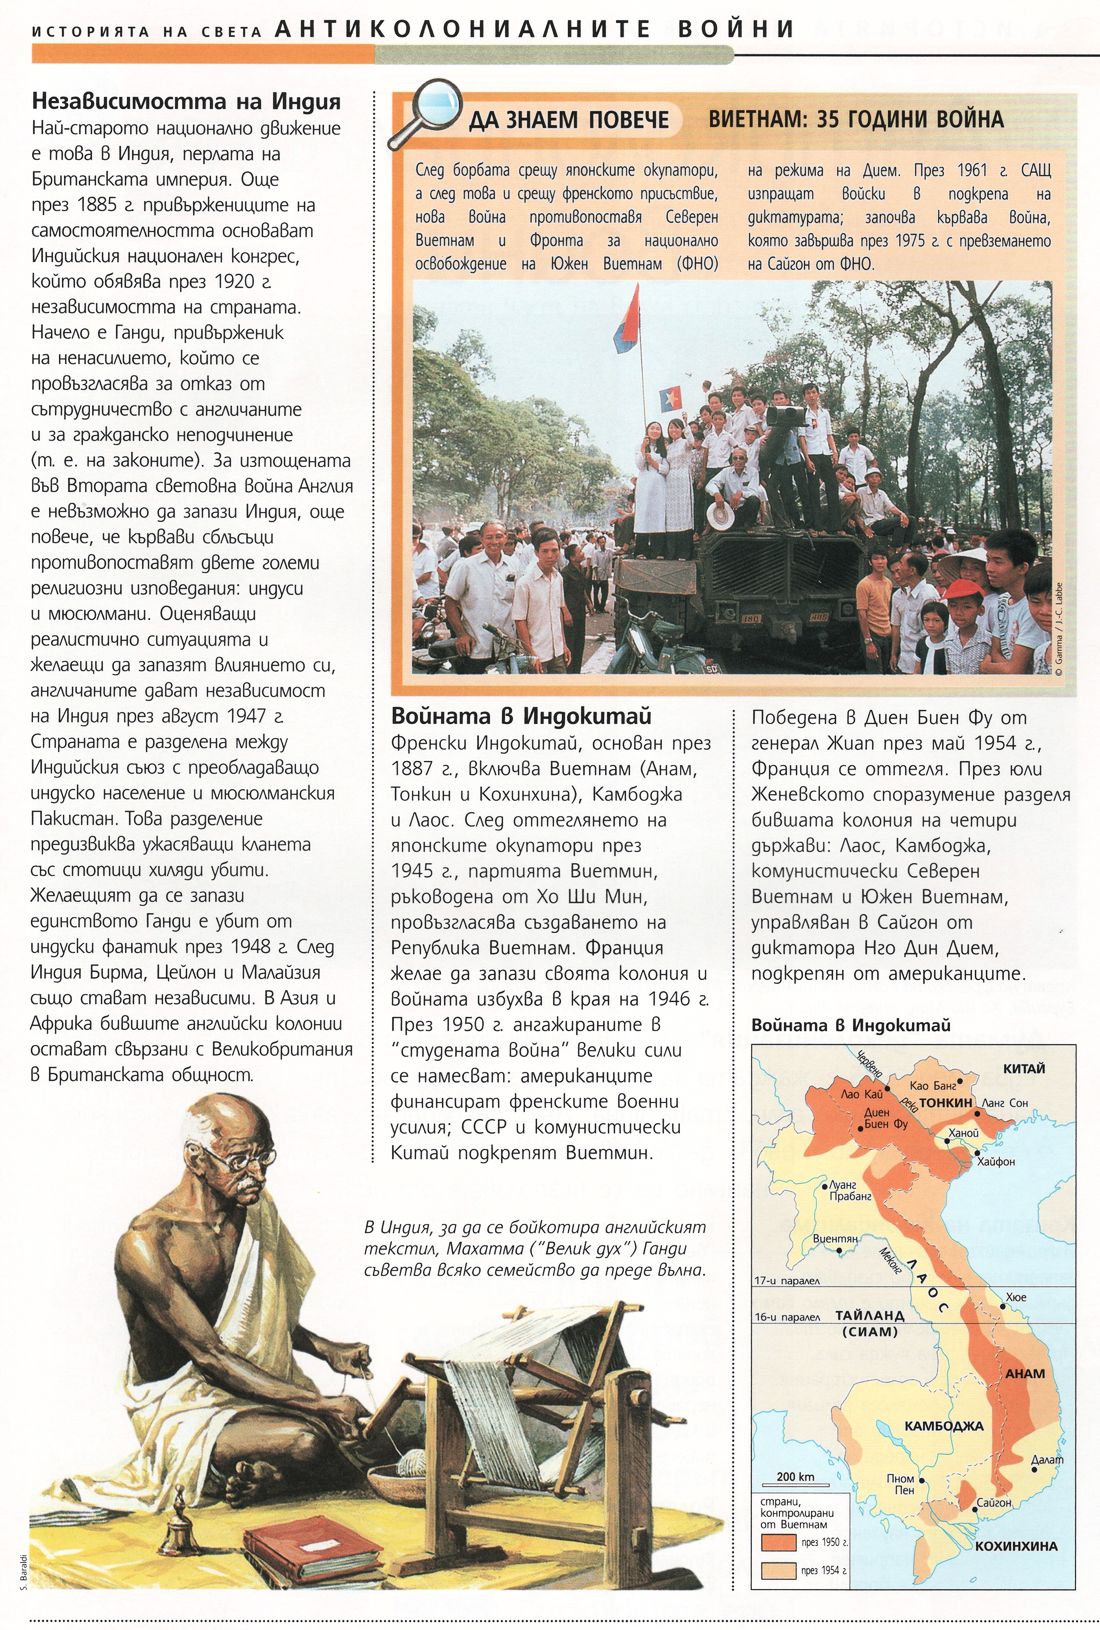 ИСТОРИЯТА НА СВЕТА АНТИКОЛОНИАЛНИТЕ ВОЙНИ
Независимостта на Индия
Най-старото национално движение
е това в Индия, перлата на
Британската империя. Още
през 1885 г. привържениците на
самостоятелността основават
Индийския национален конгрес,
който обявява през 1920 г.
независимостта на страната.
Начело е Ганди, привърженик
на ненасилието, който се
провъзгласява за отказ от
сътрудничество с англичаните
и за гражданско неподчинение
(т. е. на законите). За изтощената
във Втората световна война Англия
е невъзможно да запази Индия, още
повече, че кървави сблъсъци
противопоставят двете големи
религиозни изповедания: индуси
и мюсюлмани. Оценяващи
реалистично ситуацията и
желаещи да запазят влиянието си,
англичаните дават независимост
на Индия през август 1947 г.
Страната е разделена между
Индийския съюз с преобладаващо
индуско население и мюсюлманския
Пакистан. Това разделение
предизвиква ужасяващи кланета
със стотици хиляди убити.
Желаещият да се запази
единството Ганди е убит от
индуски фанатик през 1948 г. След
Индия Бирма, Цейлон и Малайзия
също стават независими. В Азия и
Африка бившите английски колонии
остават свързани с Великобритания
в Британската общност.
ДА ЗНАЕМ ПОВЕЧЕ
ВИЕТНАМ: 35 ГОДИНИ ВОЙНА
След борбата срещу японските окупатори,
а след това и срещу френското присъствие,
нова война противопоставя Северен
Виетнам и Фронта за национално
освобождение на Южен Виетнам (ФНО)
на режима на Дием. През 1961 г. САЩ
изпращат войски в подкрепа на
диктатурата; започва кървава война,
която завършва през 1975 г. с превземането
на Сайгон от ФНО.
© Gamma / J.-C. Labbe
Войната в Индокитай
Френски Индокитай, основан през
1887 г., включва Виетнам (Анам,
Тонкин и Кохинхина), Камбоджа
и Лаос. След оттеглянето на
японските окупатори през
1945 г., партията Виетмин,
ръководена от Хо Ши Мин,
провъзгласява създаването на
Република Виетнам. Франция
желае да запази своята колония и
войната избухва в края на 1946 г.
През 1950 г. ангажираните в
“студената война” велики сили
се намесват: американците
финансират френските военни
усилия; СССР и комунистически
Китай подкрепят Виетмин.
Победена в Диен Биен Фу от
генерал Жиап през май 1954 г.,
Франция се оттегля. През юли
Женевското споразумение разделя
бившата колония на четири
държави: Лаос, Камбоджа,
комунистически Северен
Виетнам и Южен Виетнам,
управляван в Сайгон от
диктатора Нго Дин Дием,
подкрепян от американците.
В Индия, за да се бойкотира английският
текстил, Махатма (“Велик дух”) Ганди
съветва всяко семейство да преде вълна.
S. Baraldi
Войната в Индокитай
КИТАЙ
Червена
река
Као Банг
Лао Кай
ТОНКИН
Ланг Сон
Диен
Биен Фу
Ханой
Хайфон
Луанг
Прабанг
Виентян
Меконг
ЛАОС
17-и паралел
Хюе
16-и паралел
ТАЙЛАНД
(СИАМ)
АНАМ
КАМБОДЖА
Далат
200 km
Пном
Пен
Сайгон
страни,
контролирани
от Виетнам
през 1950 г.
през 1954 г.
КОХИНХИНА